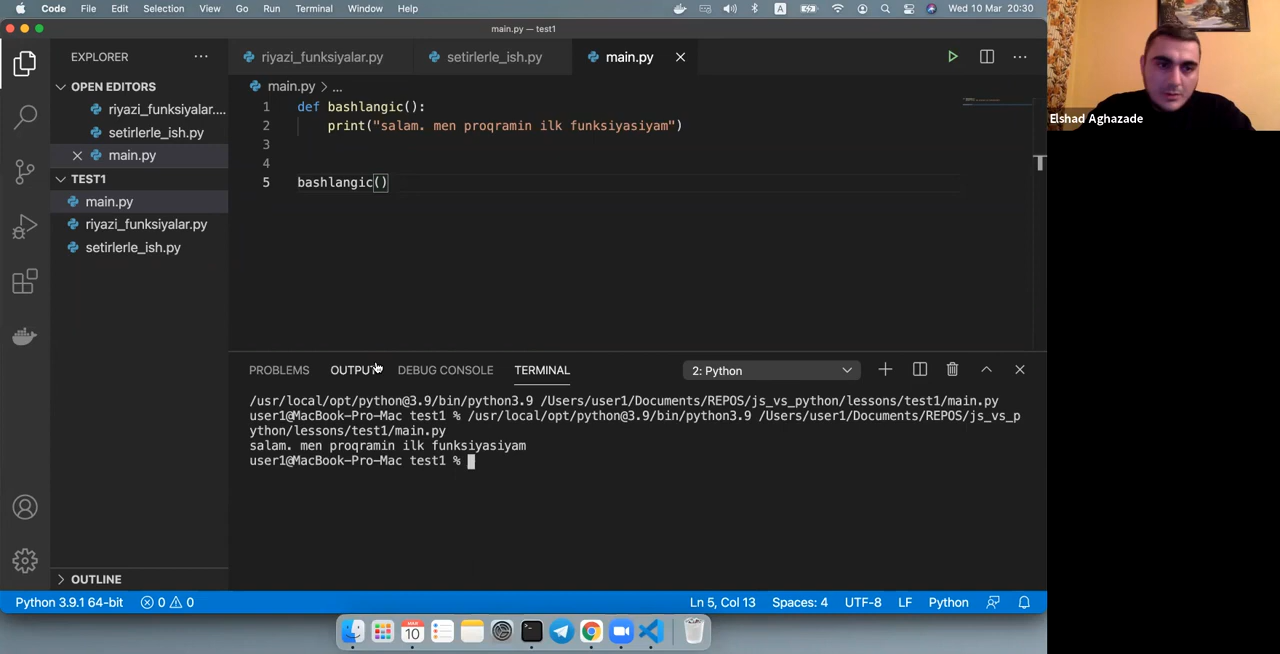 Code File Edit Selection View Go Run Terminal Window Help Wed 10 Mar 20:30
main.py — test1
EXPLORER
riyazi_funksiyalar.py setirlerle_ish.py main.py
OPEN EDITORS
riyazi_funksiyalar....
setirlerle_ish.py
main.py
TEST1
main.py
riyazi_funksiyalar.py
setirlerle_ish.py
OUTLINE
main.py > ...
1 def bashlangic():
2 print("salam. men proqramin ilk funksiyasiyam")
3
4
5 bashlangic()
PROBLEMS OUTPUT DEBUG CONSOLE TERMINAL 2: Python
/usr/local/opt/python@3.9/bin/python3.9 /Users/user1/Documents/REPOS/js_vs_python/lessons/test1/main.py
user1@MacBook-Pro-Mac test1 % /usr/local/opt/python@3.9/bin/python3.9 /Users/user1/Documents/REPOS/js_vs_p
ython/lessons/test1/main.py
salam. men proqramin ilk funksiyasiyam
user1@MacBook-Pro-Mac test1 %
Python 3.9.1 64-bit 0 0 Ln 5, Col 13 Spaces: 4 UTF-8 LF Python
Elshad Aghazade